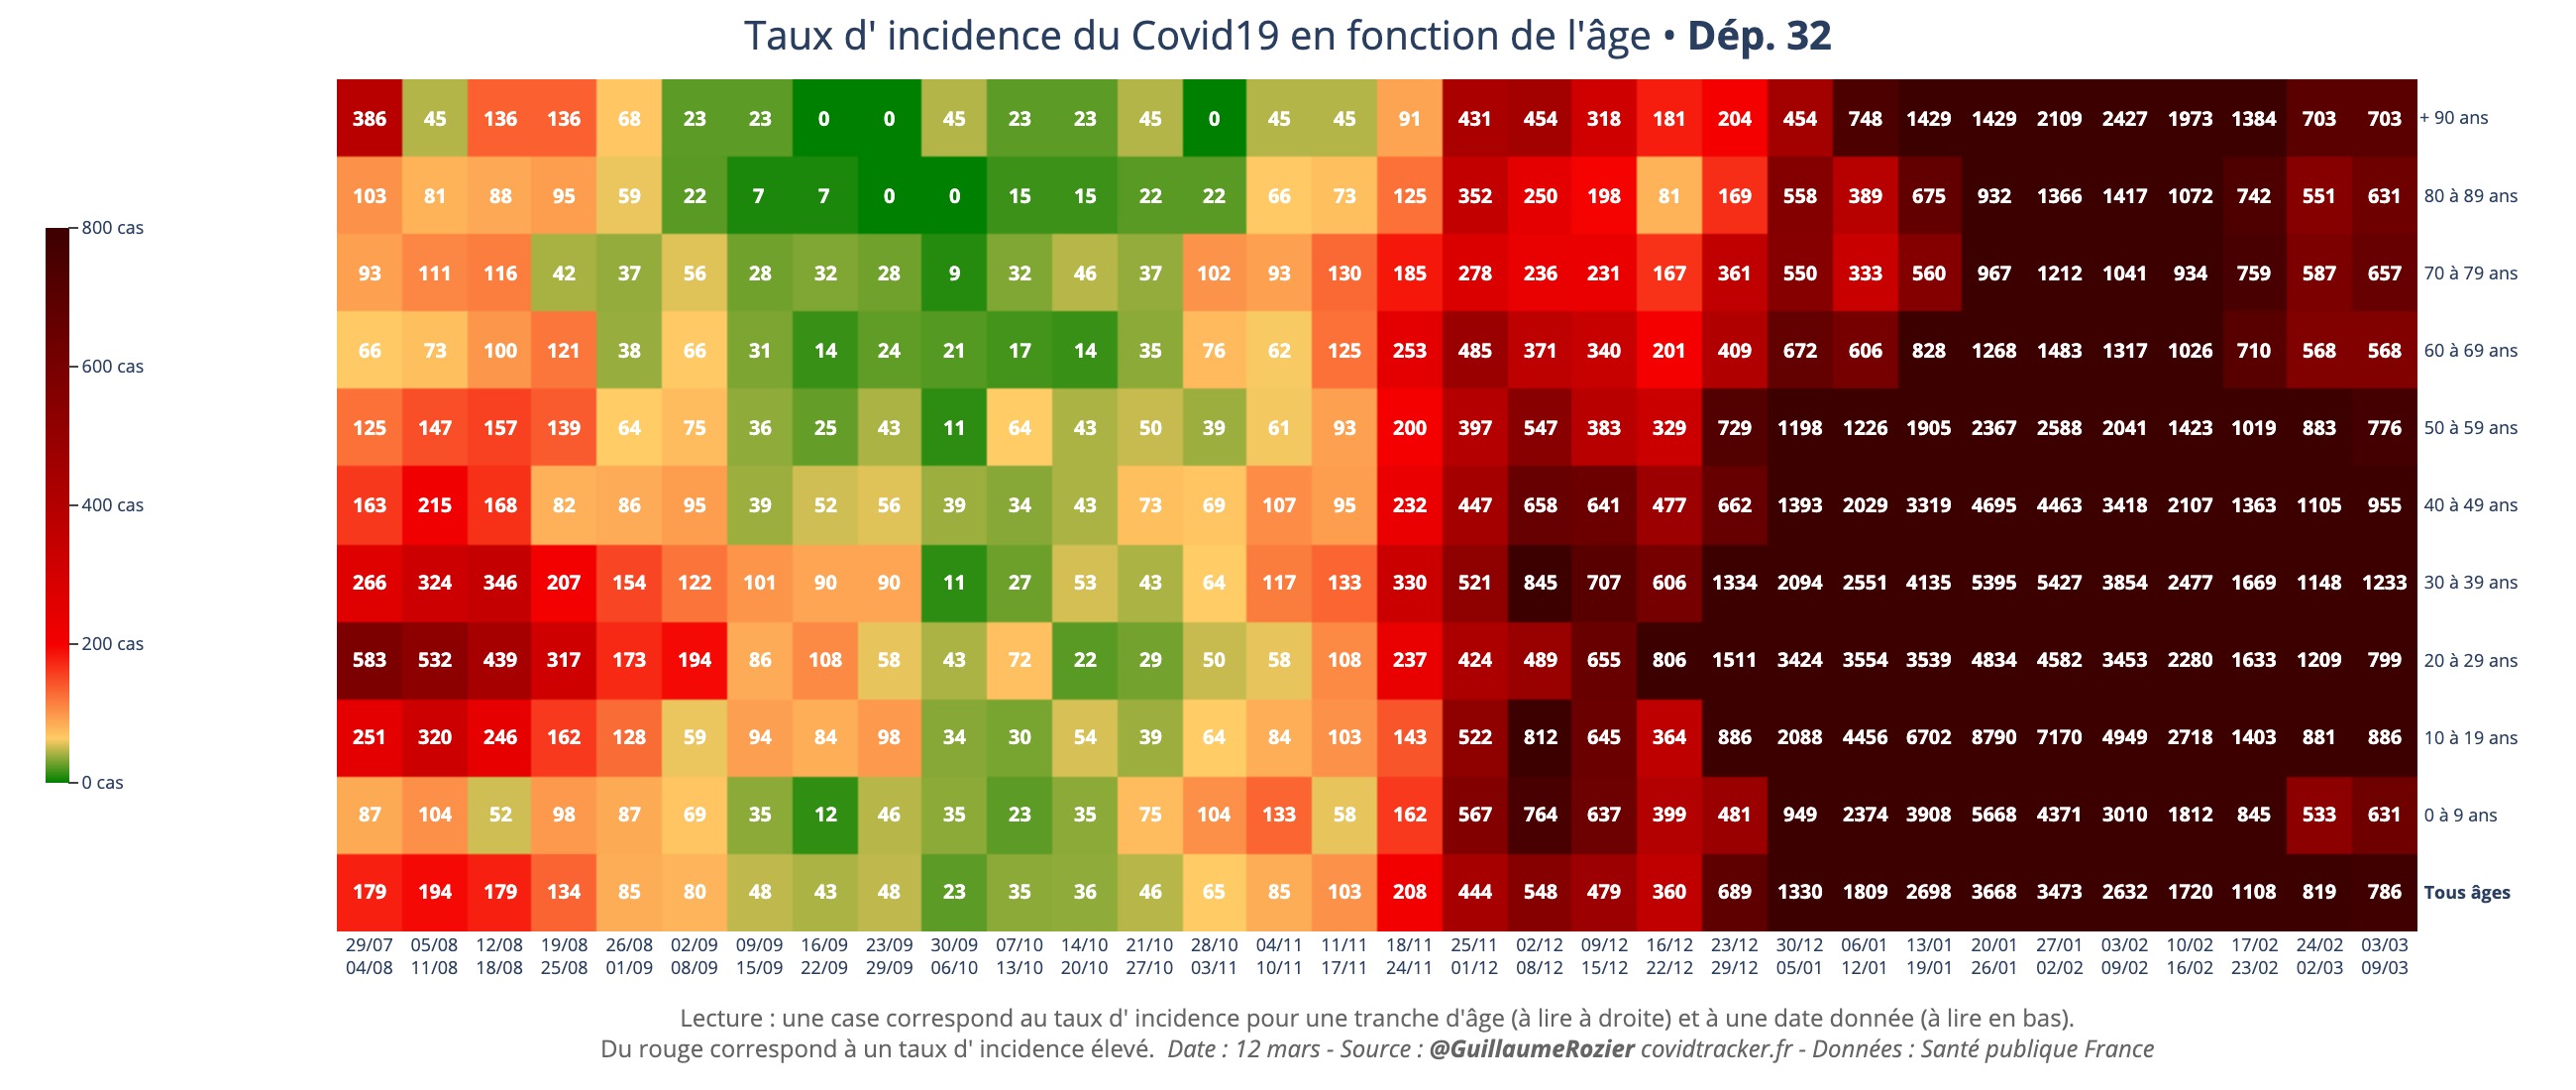 Taux d' incidence du Covid19 en fonction de l'âge • Dép. 32
800 cas
600 cas
400 cas
200 cas
0 cas
386 45 136 136 68 23 23 0 0 45 23 23 45 0 45 45 91 431 454 318 181 204 454 748 1429 1429 2109 2427 1973 1384 703 703 + 90 ans
103 81 88 95 59 22 7 7 0 0 15 15 22 22 66 73 125 352 250 198 81 169 558 389 675 932 1366 1417 1072 742 551 631 80 à 89 ans
93 111 116 42 37 56 28 32 28 9 32 46 37 102 93 130 185 278 236 231 167 361 550 333 560 967 1212 1041 934 759 587 657 70 à 79 ans
66 73 100 121 38 66 31 14 24 21 17 14 35 76 62 125 253 485 371 340 201 409 672 606 828 1268 1483 1317 1026 710 568 568 60 à 69 ans
125 147 157 139 64 75 36 25 43 11 64 43 50 39 61 93 200 397 547 383 329 729 1198 1226 1905 2367 2588 2041 1423 1019 883 776 50 à 59 ans
163 215 168 82 86 95 39 52 56 39 34 43 73 69 107 95 232 447 658 641 477 662 1393 2029 3319 4695 4463 3418 2107 1363 1105 955 40 à 49 ans
266 324 346 207 154 122 101 90 90 11 27 53 43 64 117 133 330 521 845 707 606 1334 2094 2551 4135 5395 5427 3854 2477 1669 1148 1233 30 à 39 ans
583 532 439 317 173 194 86 108 58 43 72 22 29 50 58 108 237 424 489 655 806 1511 3424 3554 3539 4834 4582 3453 2280 1633 1209 799 20 à 29 ans
251 320 246 162 128 59 94 84 98 34 30 54 39 64 84 103 143 522 812 645 364 886 2088 4456 6702 8790 7170 4949 2718 1403 881 886 10 à 19 ans
87 104 52 98 87 69 35 12 46 35 23 35 75 104 133 58 162 567 764 637 399 481 949 2374 3908 5668 4371 3010 1812 845 533 631 0 à 9 ans
179 194 179 134 85 80 48 43 48 23 35 36 46 65 85 103 208 444 548 479 360 689 1330 1809 2698 3668 3473 2632 1720 1108 819 786 Tous âges
29/07 05/08 12/08 19/08 26/08 02/09 09/09 16/09 23/09 30/09 07/10 14/10 21/10 28/10 04/11 11/11 18/11 25/11 02/12 09/12 16/12 23/12 30/12 06/01 13/01 20/01 27/01 03/02 10/02 17/02 24/02 03/03
04/08 11/08 18/08 25/08 01/09 08/09 15/09 22/09 29/09 06/10 13/10 20/10 27/10 03/11 10/11 17/11 24/11 01/12 08/12 15/12 22/12 29/12 05/01 12/01 19/01 26/01 02/02 09/02 16/02 23/02 02/03 09/03
Lecture : une case correspond au taux d' incidence pour une tranche d'âge (à lire à droite) et à une date donnée (à lire en bas).
Du rouge correspond à un taux d' incidence élevé. Date : 12 mars - Source : @GuillaumeRozier covidtracker.fr - Données : Santé publique France